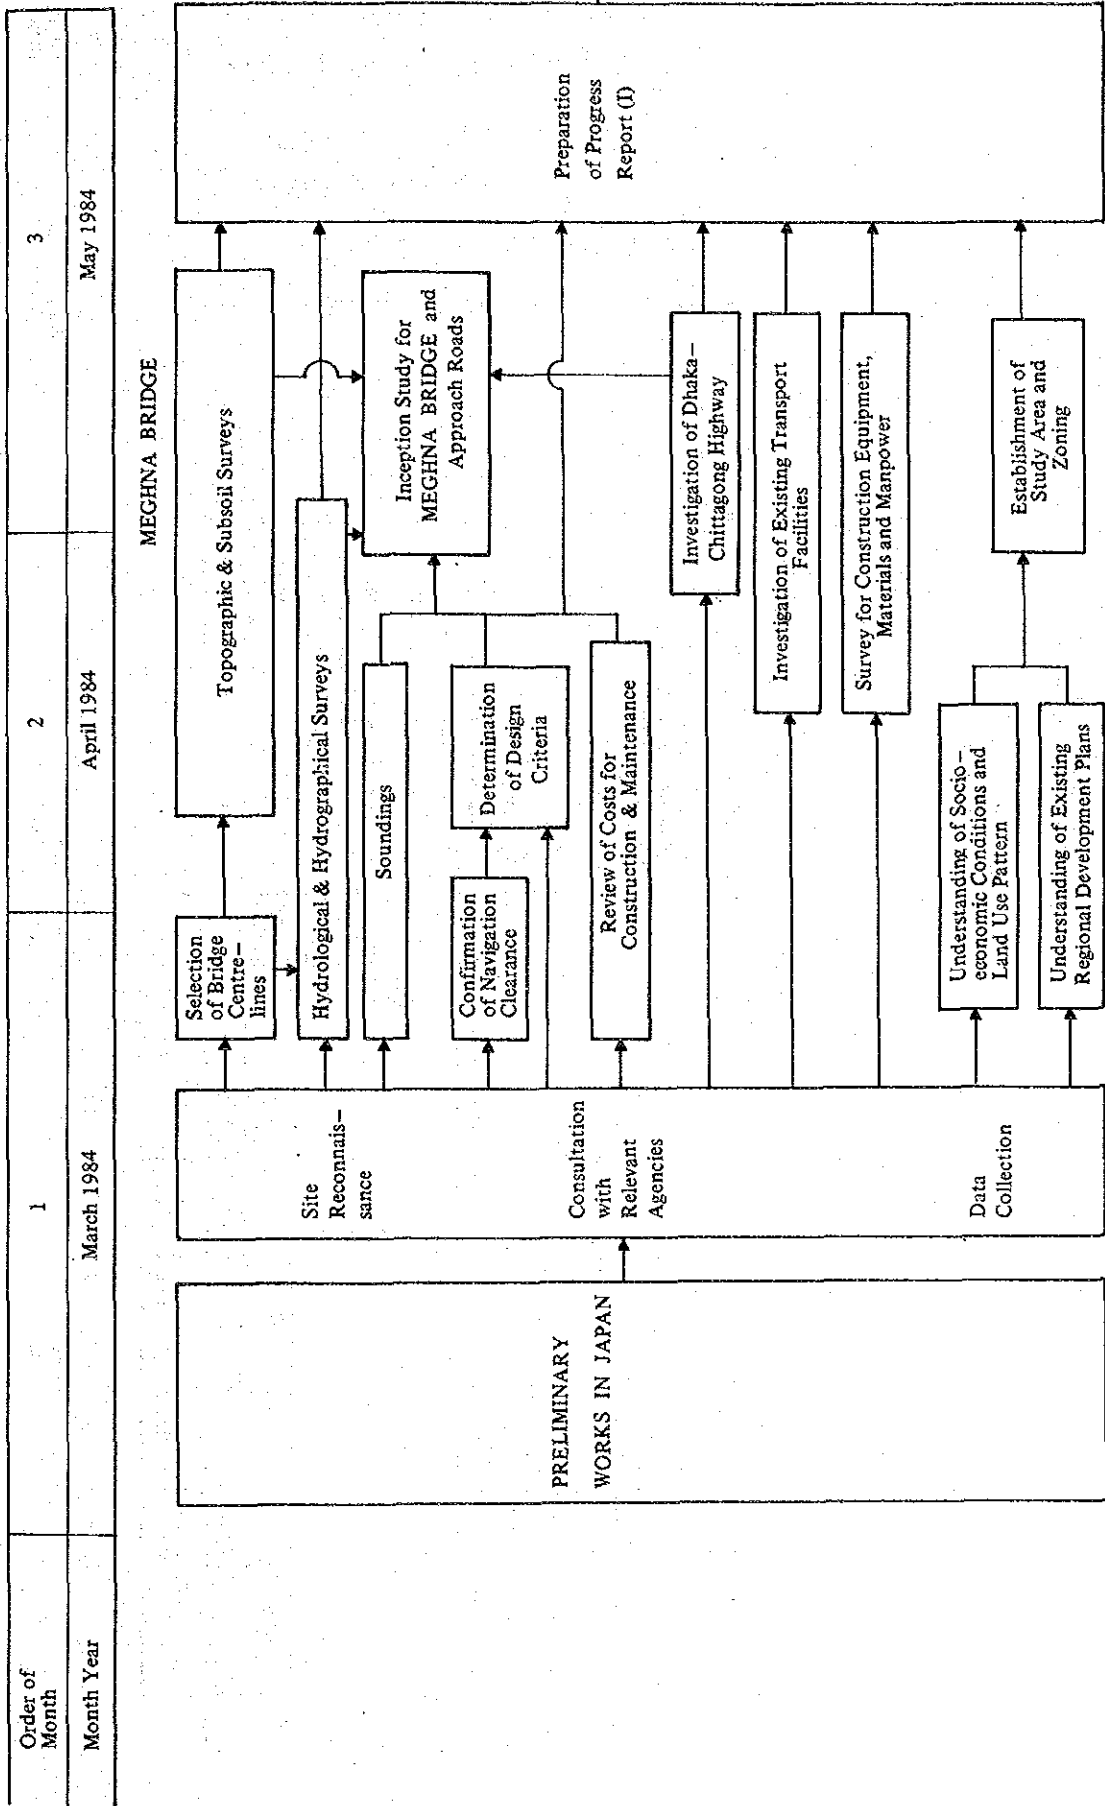 Order of
Month
1
2
3
Month Year
March 1984
April 1984
May 1984
MEGHNA BRIDGE
PRELIMINARY
WORKS IN JAPAN
Site
Reconnais–
sance
Consultation
with
Relevant
Agencies
Data
Collection
Selection
of Bridge
Centre–
lines
Topographic & Subsoil Surveys
Hydrological & Hydrographical Surveys
Soundings
Confirmation
of Navigation
Clearance
Determination
of Design
Criteria
Review of Costs for
Construction & Maintenance
Inception Study for
MEGHNA BRIDGE and
Approach Roads
Investigation of Dhaka–
Chittagong Highway
Investigation of Existing Transport
Facilities
Survey for Construction Equipment,
Materials and Manpower
Understanding of Socio–
economic Conditions and
Land Use Pattern
Understanding of Existing
Regional Development Plans
Establishment of
Study Area and
Zoning
Preparation
of Progress
Report (I)